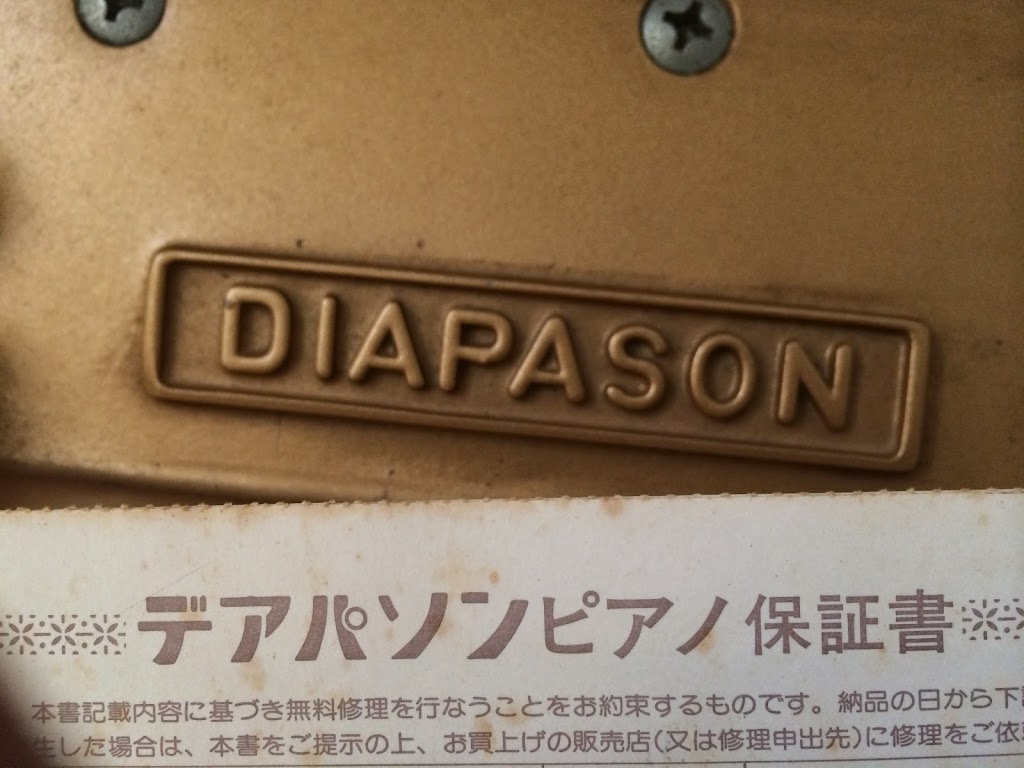 DIAPASON
デアパソンピアノ保証書
本書記載内容に基づき無料修理を行なうことをお約束するものです。納品の日から下
生した場合は、本書をご提示の上、お買上げの販売店(又は修理申出先)に修理をご依